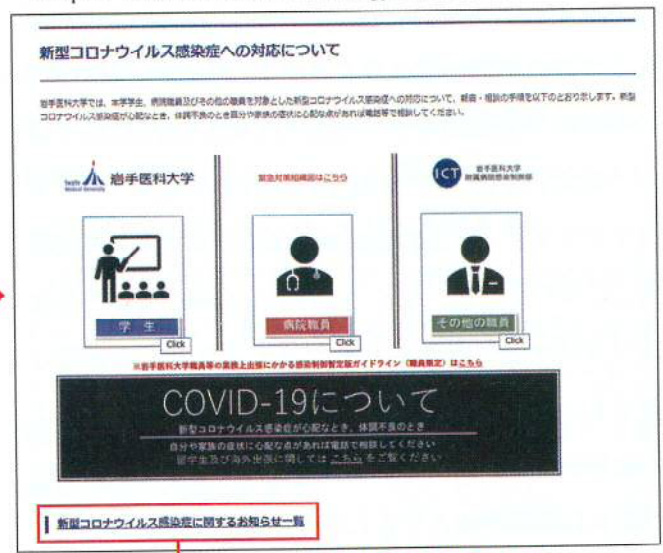 新型コロナウイルス感染症への対応について
岩手医科大学では、本学学生、病院職員及びその他の職員を対象とした新型コロナウイルス感染症への対応について、報告・相談の手順を以下のとおり示します。新型
コロナウイルス感染症が心配なとき、体調不良のとき自分や家族の症状に心配な点があれば電話等で相談してください。
Iwate Medical University
岩手医科大学
緊急対策組織図はこちら
ICT
岩手医科大学
附属病院感染制御部
学 生
Click
病院職員
Click
その他の職員
Click
※岩手医科大学職員等の業務上出張にかかる感染制御暫定版ガイドライン（職員限定）はこちら
COVID-19について
新型コロナウイルス感染症が心配なとき、体調不良のとき
自分や家族の症状に心配な点があれば電話で相談してください
留学生及び海外出張に関しては こちら をご覧ください
新型コロナウイルス感染症に関するお知らせ一覧